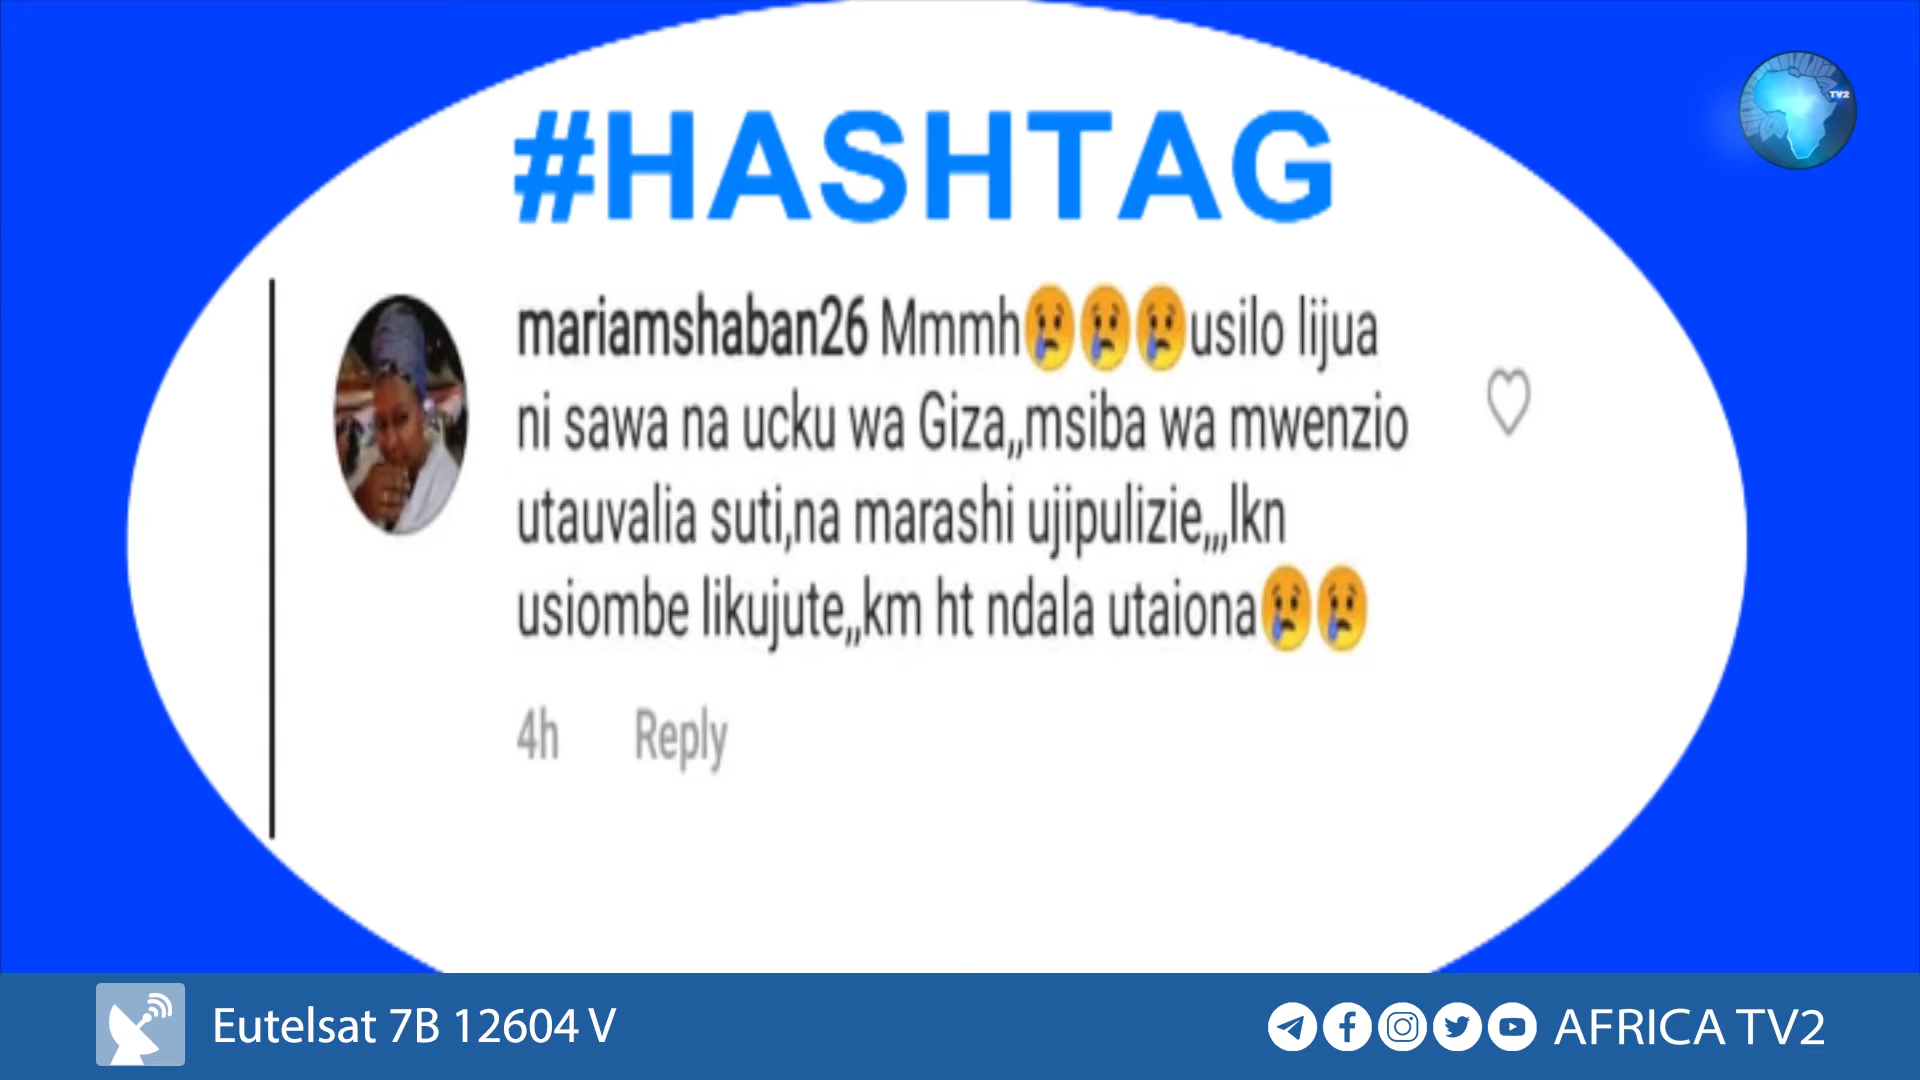 TV2
#HASHTAG
mariamshaban26 Mmmh😢😢😢usilo lijua
ni sawa na ucku wa Giza,,msiba wa mwenzio
utauvalia suti,na marashi ujipulizie,,,lkn
usiombe likujute,,km ht ndala utaiona😢😢
4h Reply
Eutelsat 7B 12604 V
AFRICA TV2